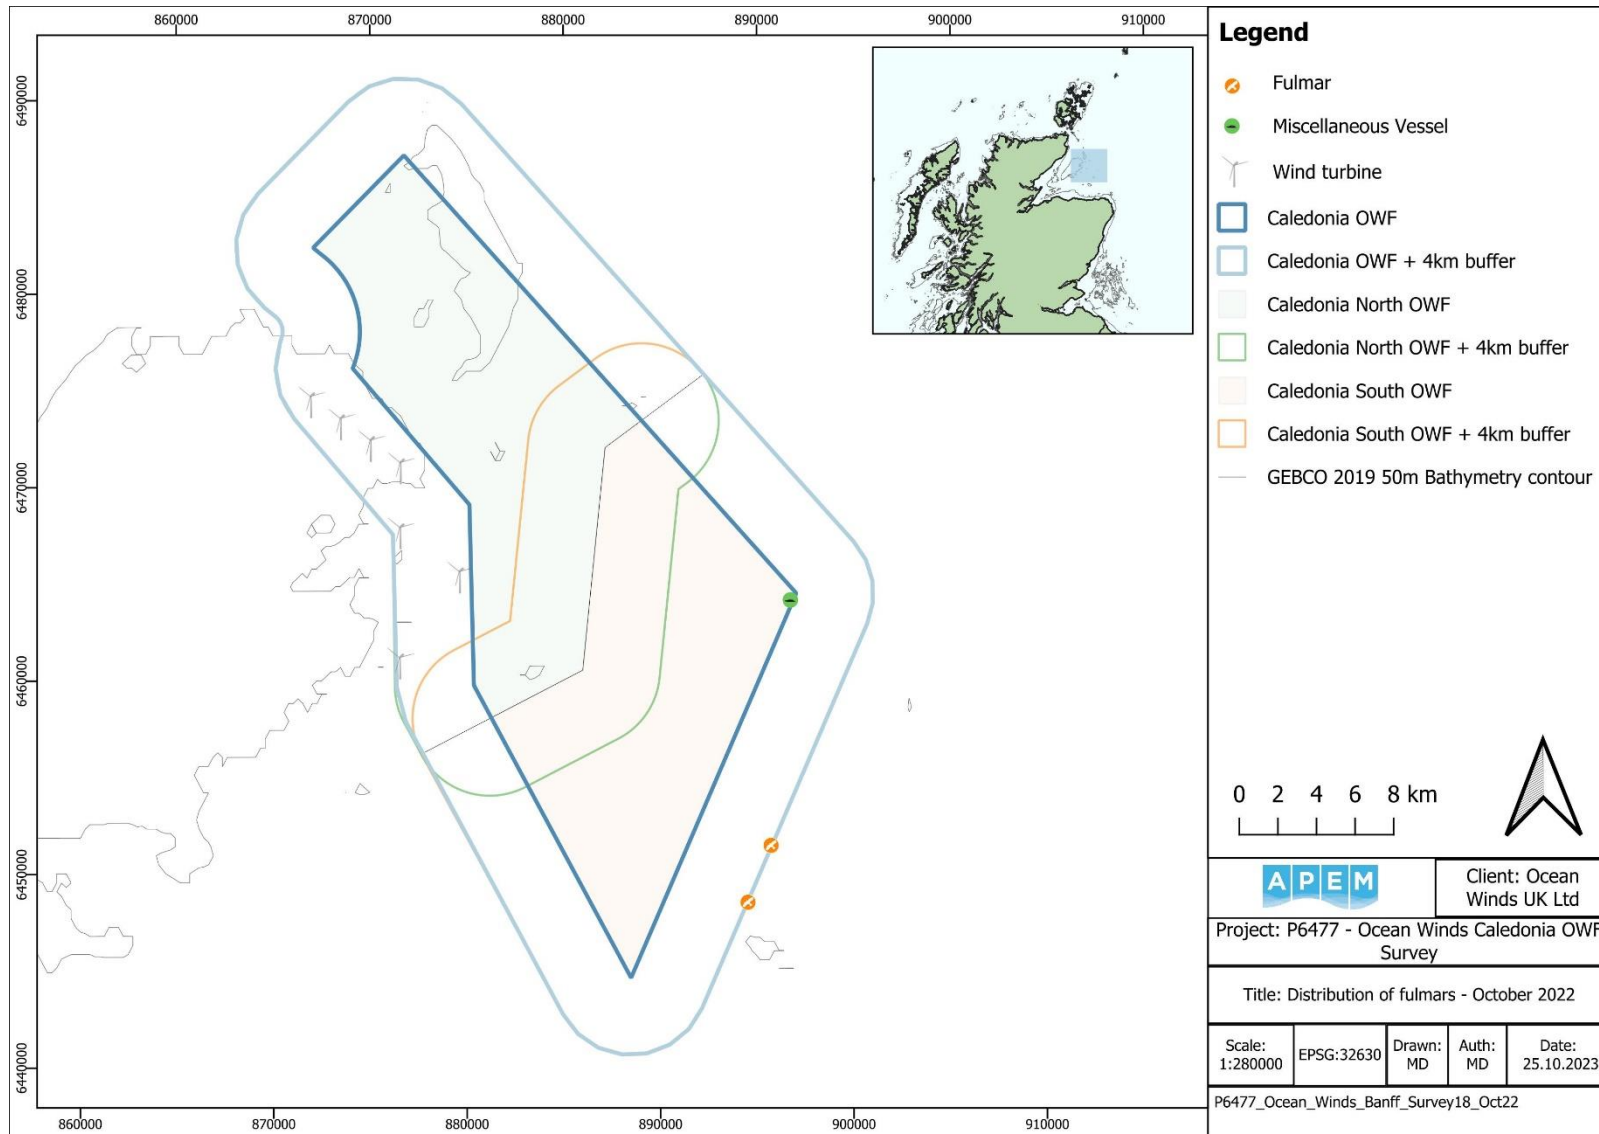 860000 870000 880000 890000 900000 910000
6490000
6480000
6470000
6460000
6450000
6440000
860000 870000 880000 890000 900000 910000
Legend
Fulmar
Miscellaneous Vessel
Wind turbine
Caledonia OWF
Caledonia OWF + 4km buffer
Caledonia North OWF
Caledonia North OWF + 4km buffer
Caledonia South OWF
Caledonia South OWF + 4km buffer
GEBCO 2019 50m Bathymetry contour
0 2 4 6 8 km
APEM
Client: Ocean
Winds UK Ltd
Project: P6477 - Ocean Winds Caledonia OWF
Survey
Title: Distribution of fulmars - October 2022
Scale:
1:280000
EPSG:32630
Drawn:
MD
Auth:
MD
Date:
25.10.2023
P6477_Ocean_Winds_Banff_Survey18_Oct22